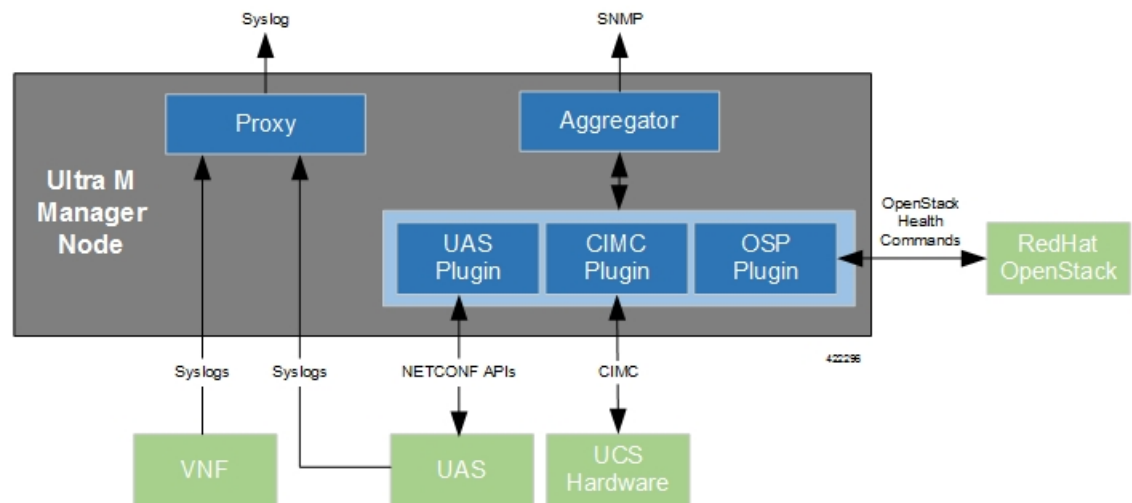 Syslog
SNMP
Proxy
Aggregator
Ultra M
Manager
Node
UAS
Plugin
CIMC
Plugin
OSP
Plugin
OpenStack
Health
Commands
RedHat
OpenStack
422296
Syslogs
Syslogs
NETCONF APIs
CIMC
VNF
UAS
UCS
Hardware